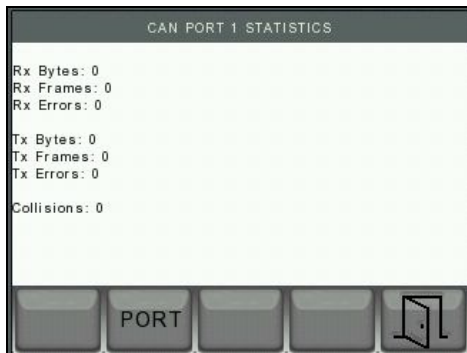 CAN PORT 1 STATISTICS
Rx Bytes: 0
Rx Frames: 0
Rx Errors: 0
Tx Bytes: 0
Tx Frames: 0
Tx Errors: 0
Collisions: 0
PORT